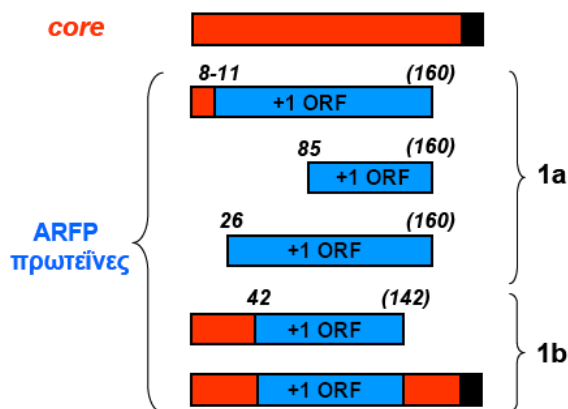 core
8-11 (160)
+1 ORF
85 (160)
+1 ORF
1a
26 (160)
+1 ORF
ARFP
πρωτεΐνες
42 (142)
+1 ORF
1b
+1 ORF